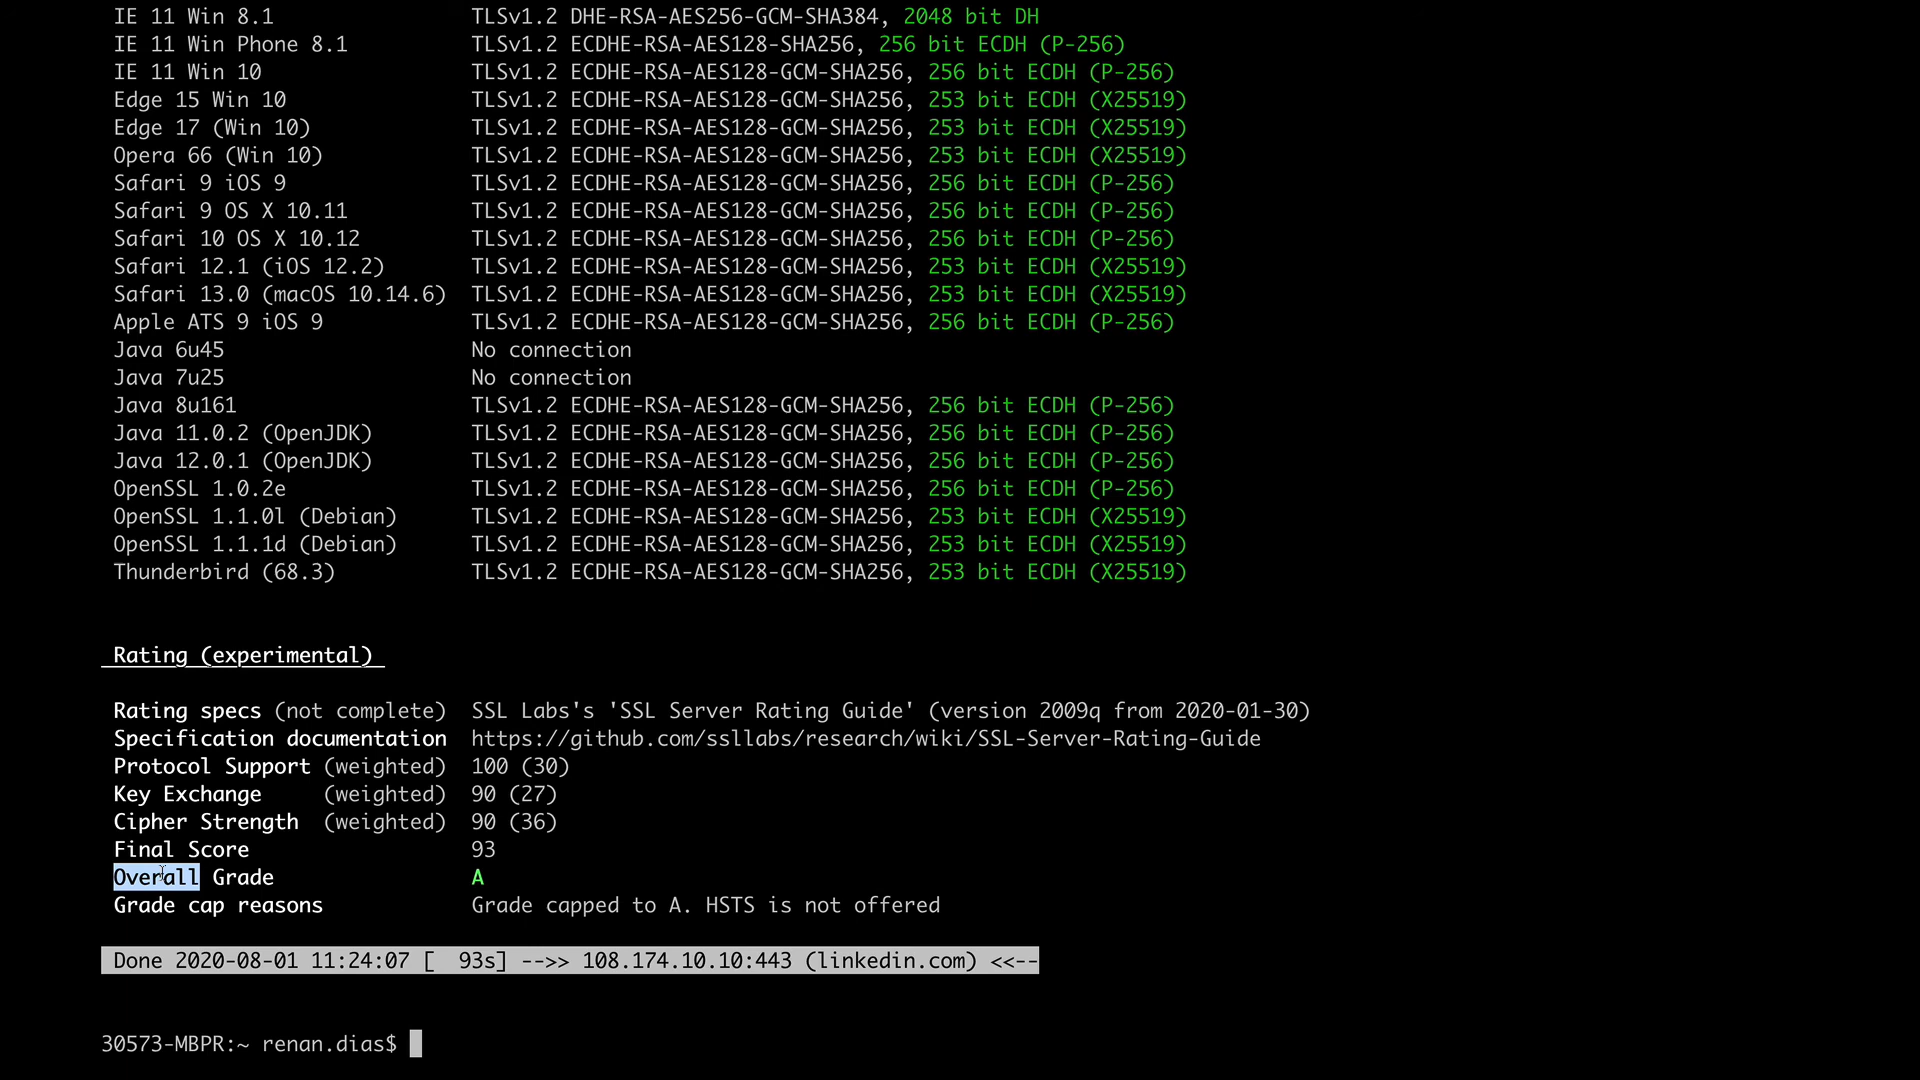 IE 11 Win 8.1 TLSv1.2 DHE-RSA-AES256-GCM-SHA384, 2048 bit DH
IE 11 Win Phone 8.1 TLSv1.2 ECDHE-RSA-AES128-SHA256, 256 bit ECDH (P-256)
IE 11 Win 10 TLSv1.2 ECDHE-RSA-AES128-GCM-SHA256, 256 bit ECDH (P-256)
Edge 15 Win 10 TLSv1.2 ECDHE-RSA-AES128-GCM-SHA256, 253 bit ECDH (X25519)
Edge 17 (Win 10) TLSv1.2 ECDHE-RSA-AES128-GCM-SHA256, 253 bit ECDH (X25519)
Opera 66 (Win 10) TLSv1.2 ECDHE-RSA-AES128-GCM-SHA256, 253 bit ECDH (X25519)
Safari 9 iOS 9 TLSv1.2 ECDHE-RSA-AES128-GCM-SHA256, 256 bit ECDH (P-256)
Safari 9 OS X 10.11 TLSv1.2 ECDHE-RSA-AES128-GCM-SHA256, 256 bit ECDH (P-256)
Safari 10 OS X 10.12 TLSv1.2 ECDHE-RSA-AES128-GCM-SHA256, 256 bit ECDH (P-256)
Safari 12.1 (iOS 12.2) TLSv1.2 ECDHE-RSA-AES128-GCM-SHA256, 253 bit ECDH (X25519)
Safari 13.0 (macOS 10.14.6) TLSv1.2 ECDHE-RSA-AES128-GCM-SHA256, 253 bit ECDH (X25519)
Apple ATS 9 iOS 9 TLSv1.2 ECDHE-RSA-AES128-GCM-SHA256, 256 bit ECDH (P-256)
Java 6u45 No connection
Java 7u25 No connection
Java 8u161 TLSv1.2 ECDHE-RSA-AES128-GCM-SHA256, 256 bit ECDH (P-256)
Java 11.0.2 (OpenJDK) TLSv1.2 ECDHE-RSA-AES128-GCM-SHA256, 256 bit ECDH (P-256)
Java 12.0.1 (OpenJDK) TLSv1.2 ECDHE-RSA-AES128-GCM-SHA256, 256 bit ECDH (P-256)
OpenSSL 1.0.2e TLSv1.2 ECDHE-RSA-AES128-GCM-SHA256, 256 bit ECDH (P-256)
OpenSSL 1.1.0l (Debian) TLSv1.2 ECDHE-RSA-AES128-GCM-SHA256, 253 bit ECDH (X25519)
OpenSSL 1.1.1d (Debian) TLSv1.2 ECDHE-RSA-AES128-GCM-SHA256, 253 bit ECDH (X25519)
Thunderbird (68.3) TLSv1.2 ECDHE-RSA-AES128-GCM-SHA256, 253 bit ECDH (X25519)
Rating (experimental)
Rating specs (not complete) SSL Labs's 'SSL Server Rating Guide' (version 2009q from 2020-01-30)
Specification documentation https://github.com/ssllabs/research/wiki/SSL-Server-Rating-Guide
Protocol Support (weighted) 100 (30)
Key Exchange (weighted) 90 (27)
Cipher Strength (weighted) 90 (36)
Final Score 93
Overall Grade A
Grade cap reasons Grade capped to A. HSTS is not offered
Done 2020-08-01 11:24:07 [ 93s] -->> 108.174.10.10:443 (linkedin.com) <<--
30573-MBPR:~ renan.dias$